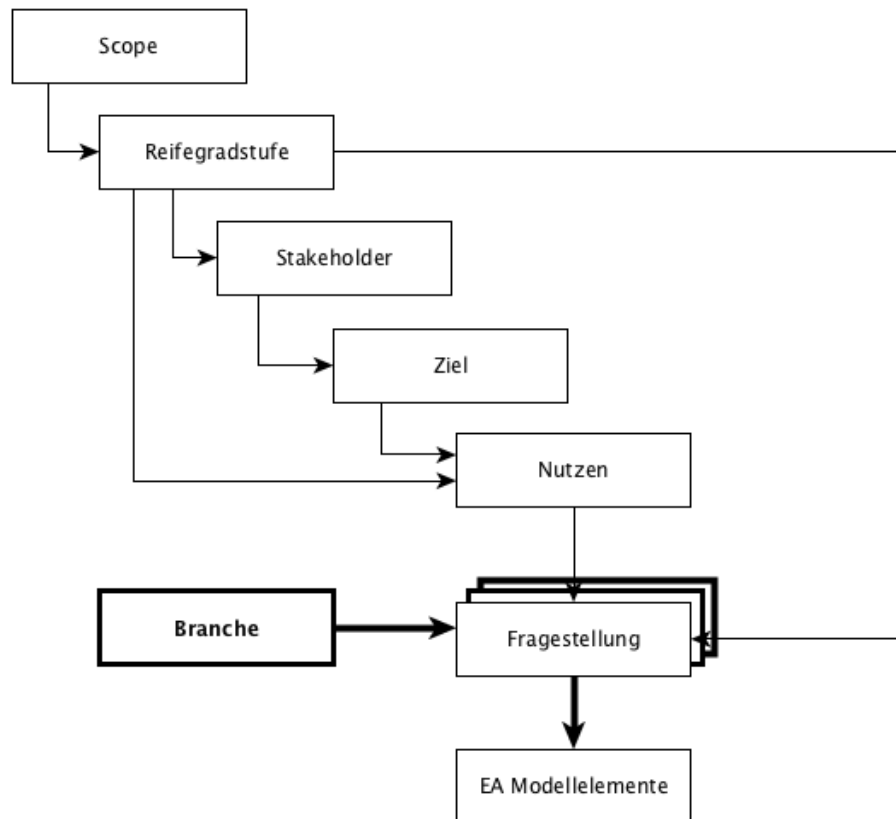 Scope
Reifegradstufe
Stakeholder
Ziel
Nutzen
Branche
Fragestellung
EA Modellelemente